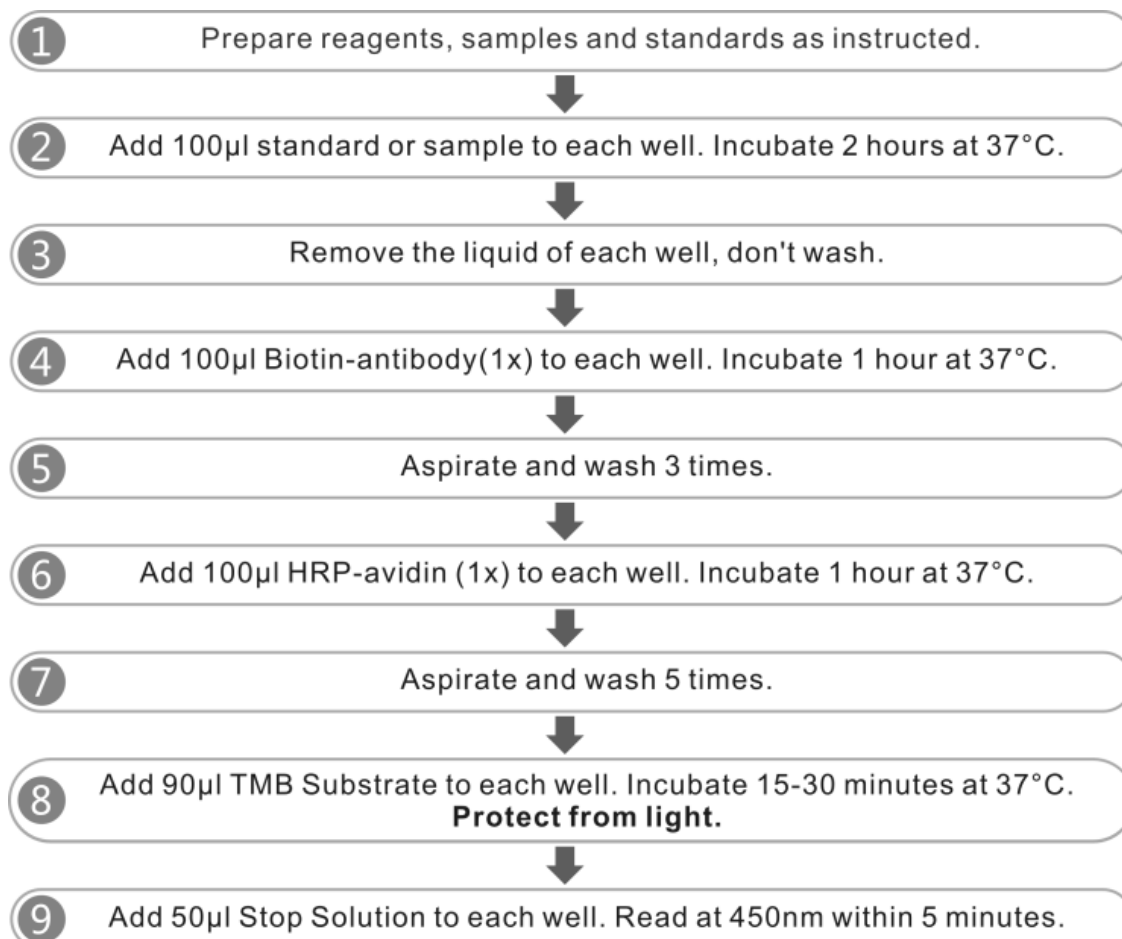 1 Prepare reagents, samples and standards as instructed.
2 Add 100μl standard or sample to each well. Incubate 2 hours at 37°C.
3 Remove the liquid of each well, don't wash.
4 Add 100μl Biotin-antibody(1x) to each well. Incubate 1 hour at 37°C.
5 Aspirate and wash 3 times.
6 Add 100μl HRP-avidin (1x) to each well. Incubate 1 hour at 37°C.
7 Aspirate and wash 5 times.
8 Add 90μl TMB Substrate to each well. Incubate 15-30 minutes at 37°C.
Protect from light.
9 Add 50μl Stop Solution to each well. Read at 450nm within 5 minutes.